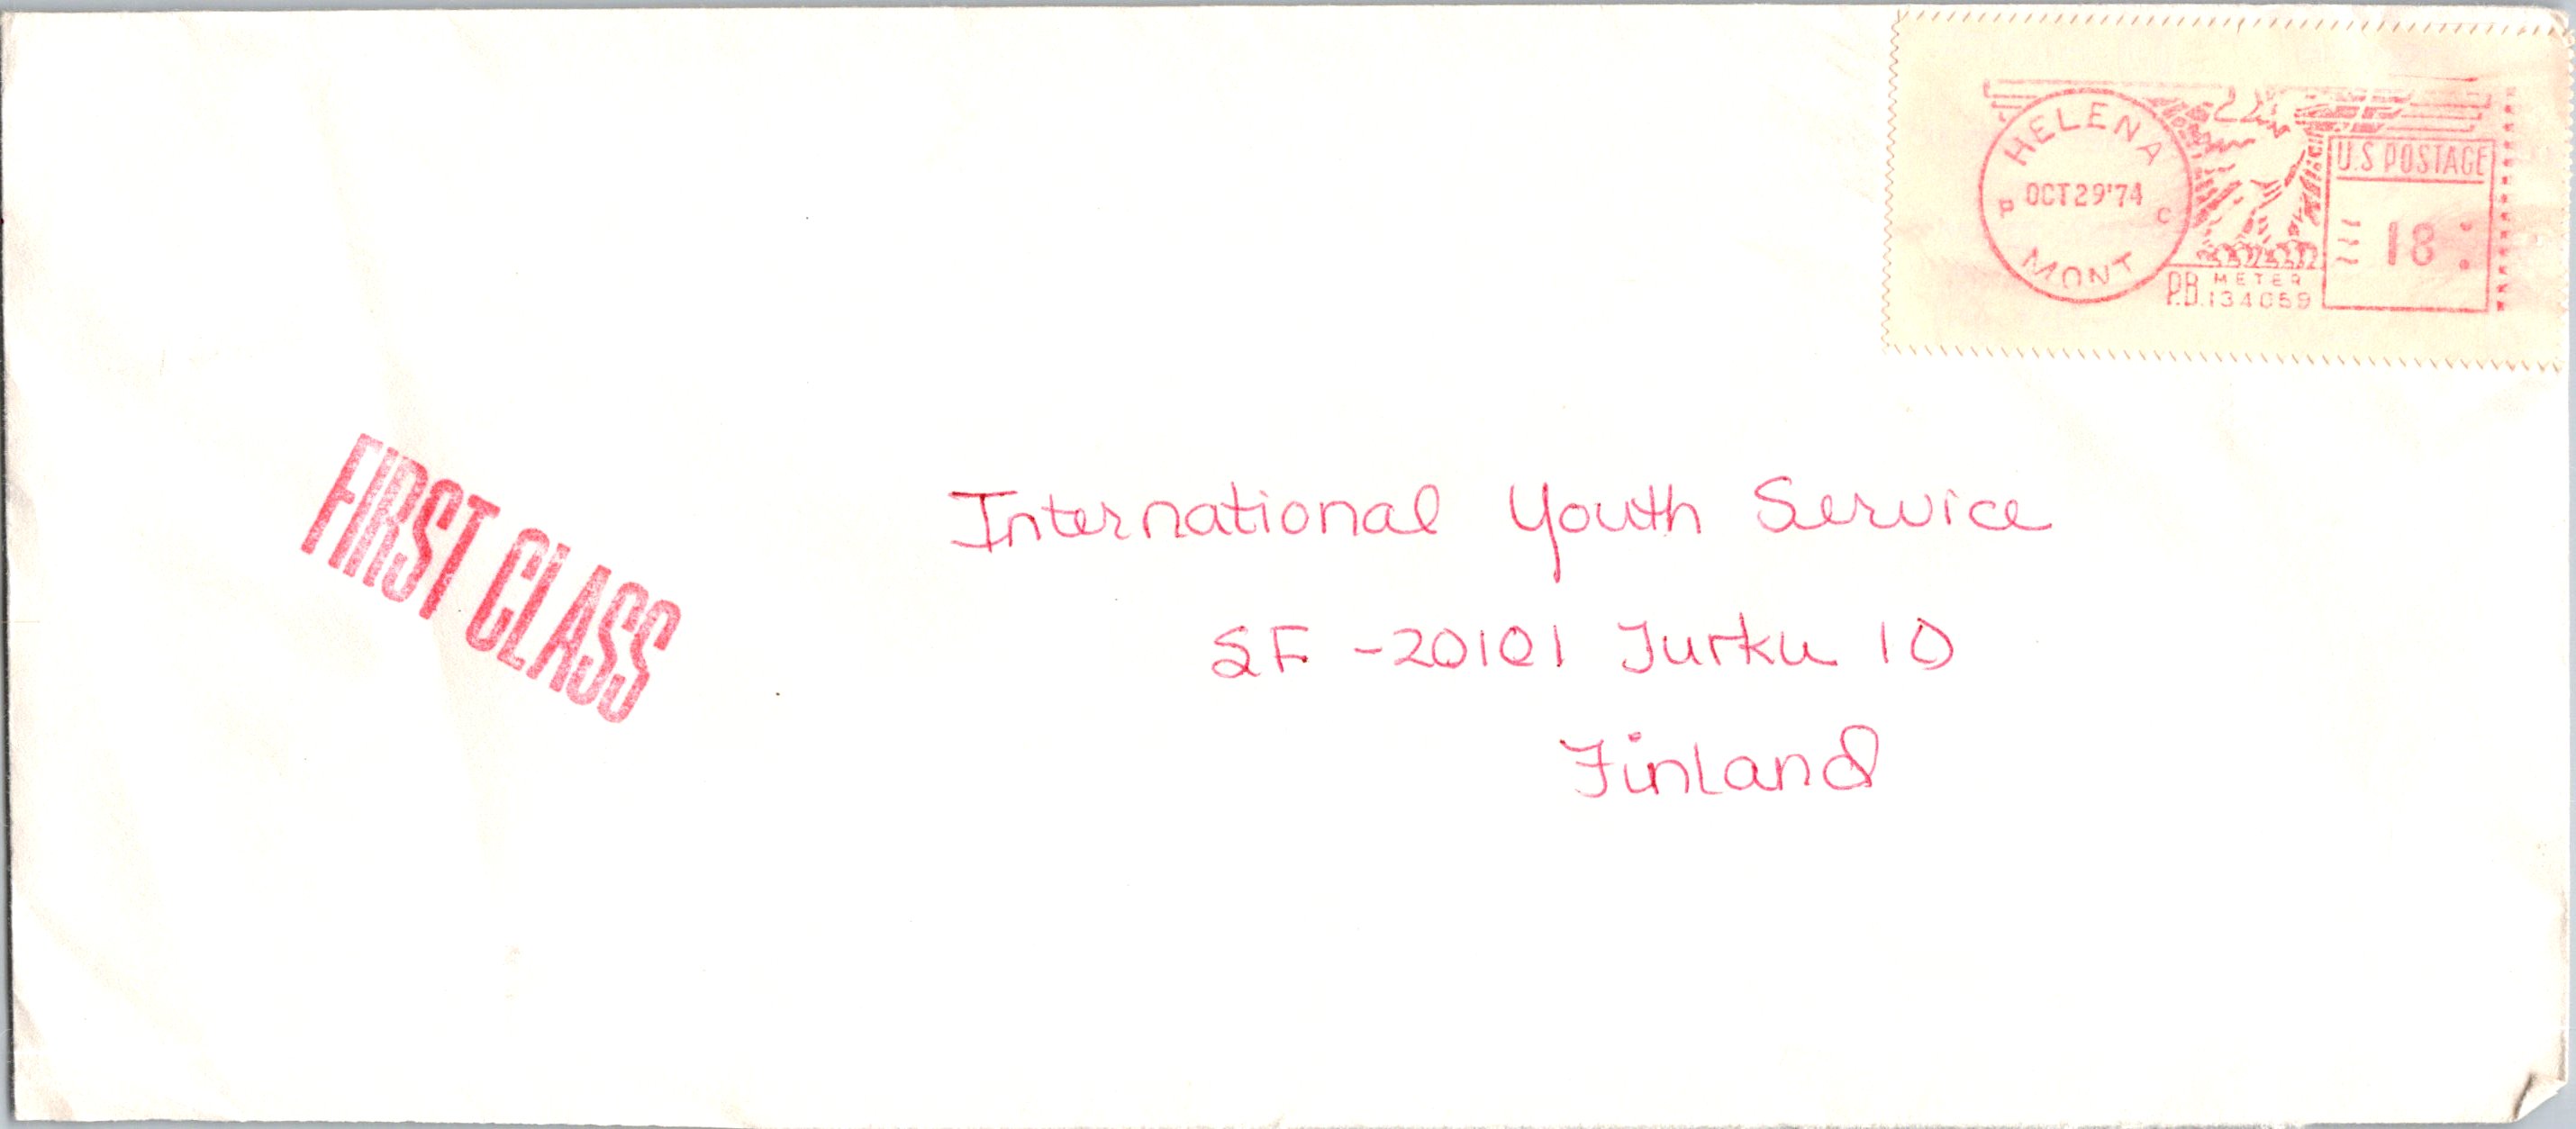 HELENA
OCT 29 '74
P C
MONT
P.B. METER
134059
U.S POSTAGE
18
FIRST CLASS
International Youth Service
SF -20101 Turku 10
Finland